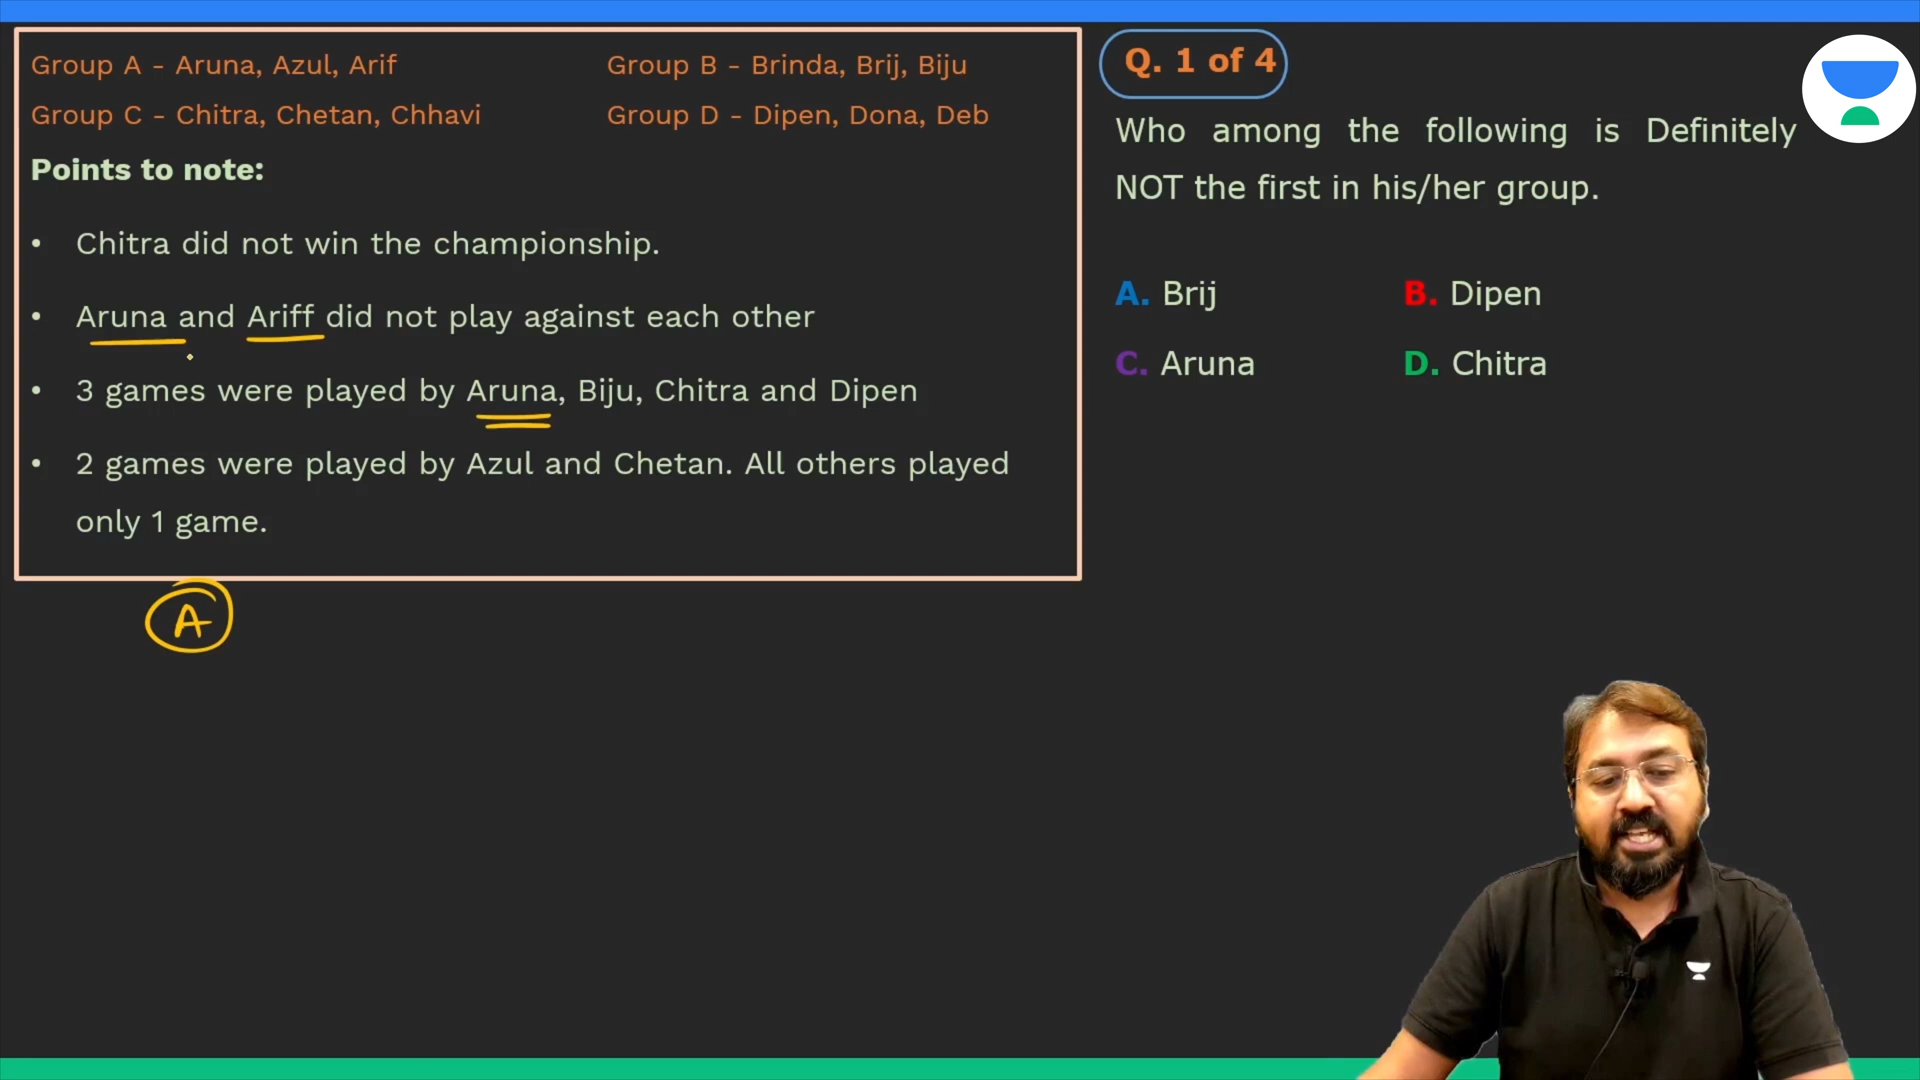 Group A - Aruna, Azul, Arif
Group B - Brinda, Brij, Biju
Group C - Chitra, Chetan, Chhavi
Group D - Dipen, Dona, Deb
Points to note:
• Chitra did not win the championship.
• Aruna and Ariff did not play against each other
• 3 games were played by Aruna, Biju, Chitra and Dipen
• 2 games were played by Azul and Chetan. All others played
only 1 game.
A
Q. 1 of 4
Who among the following is Definitely
NOT the first in his/her group.
A. Brij
B. Dipen
C. Aruna
D. Chitra